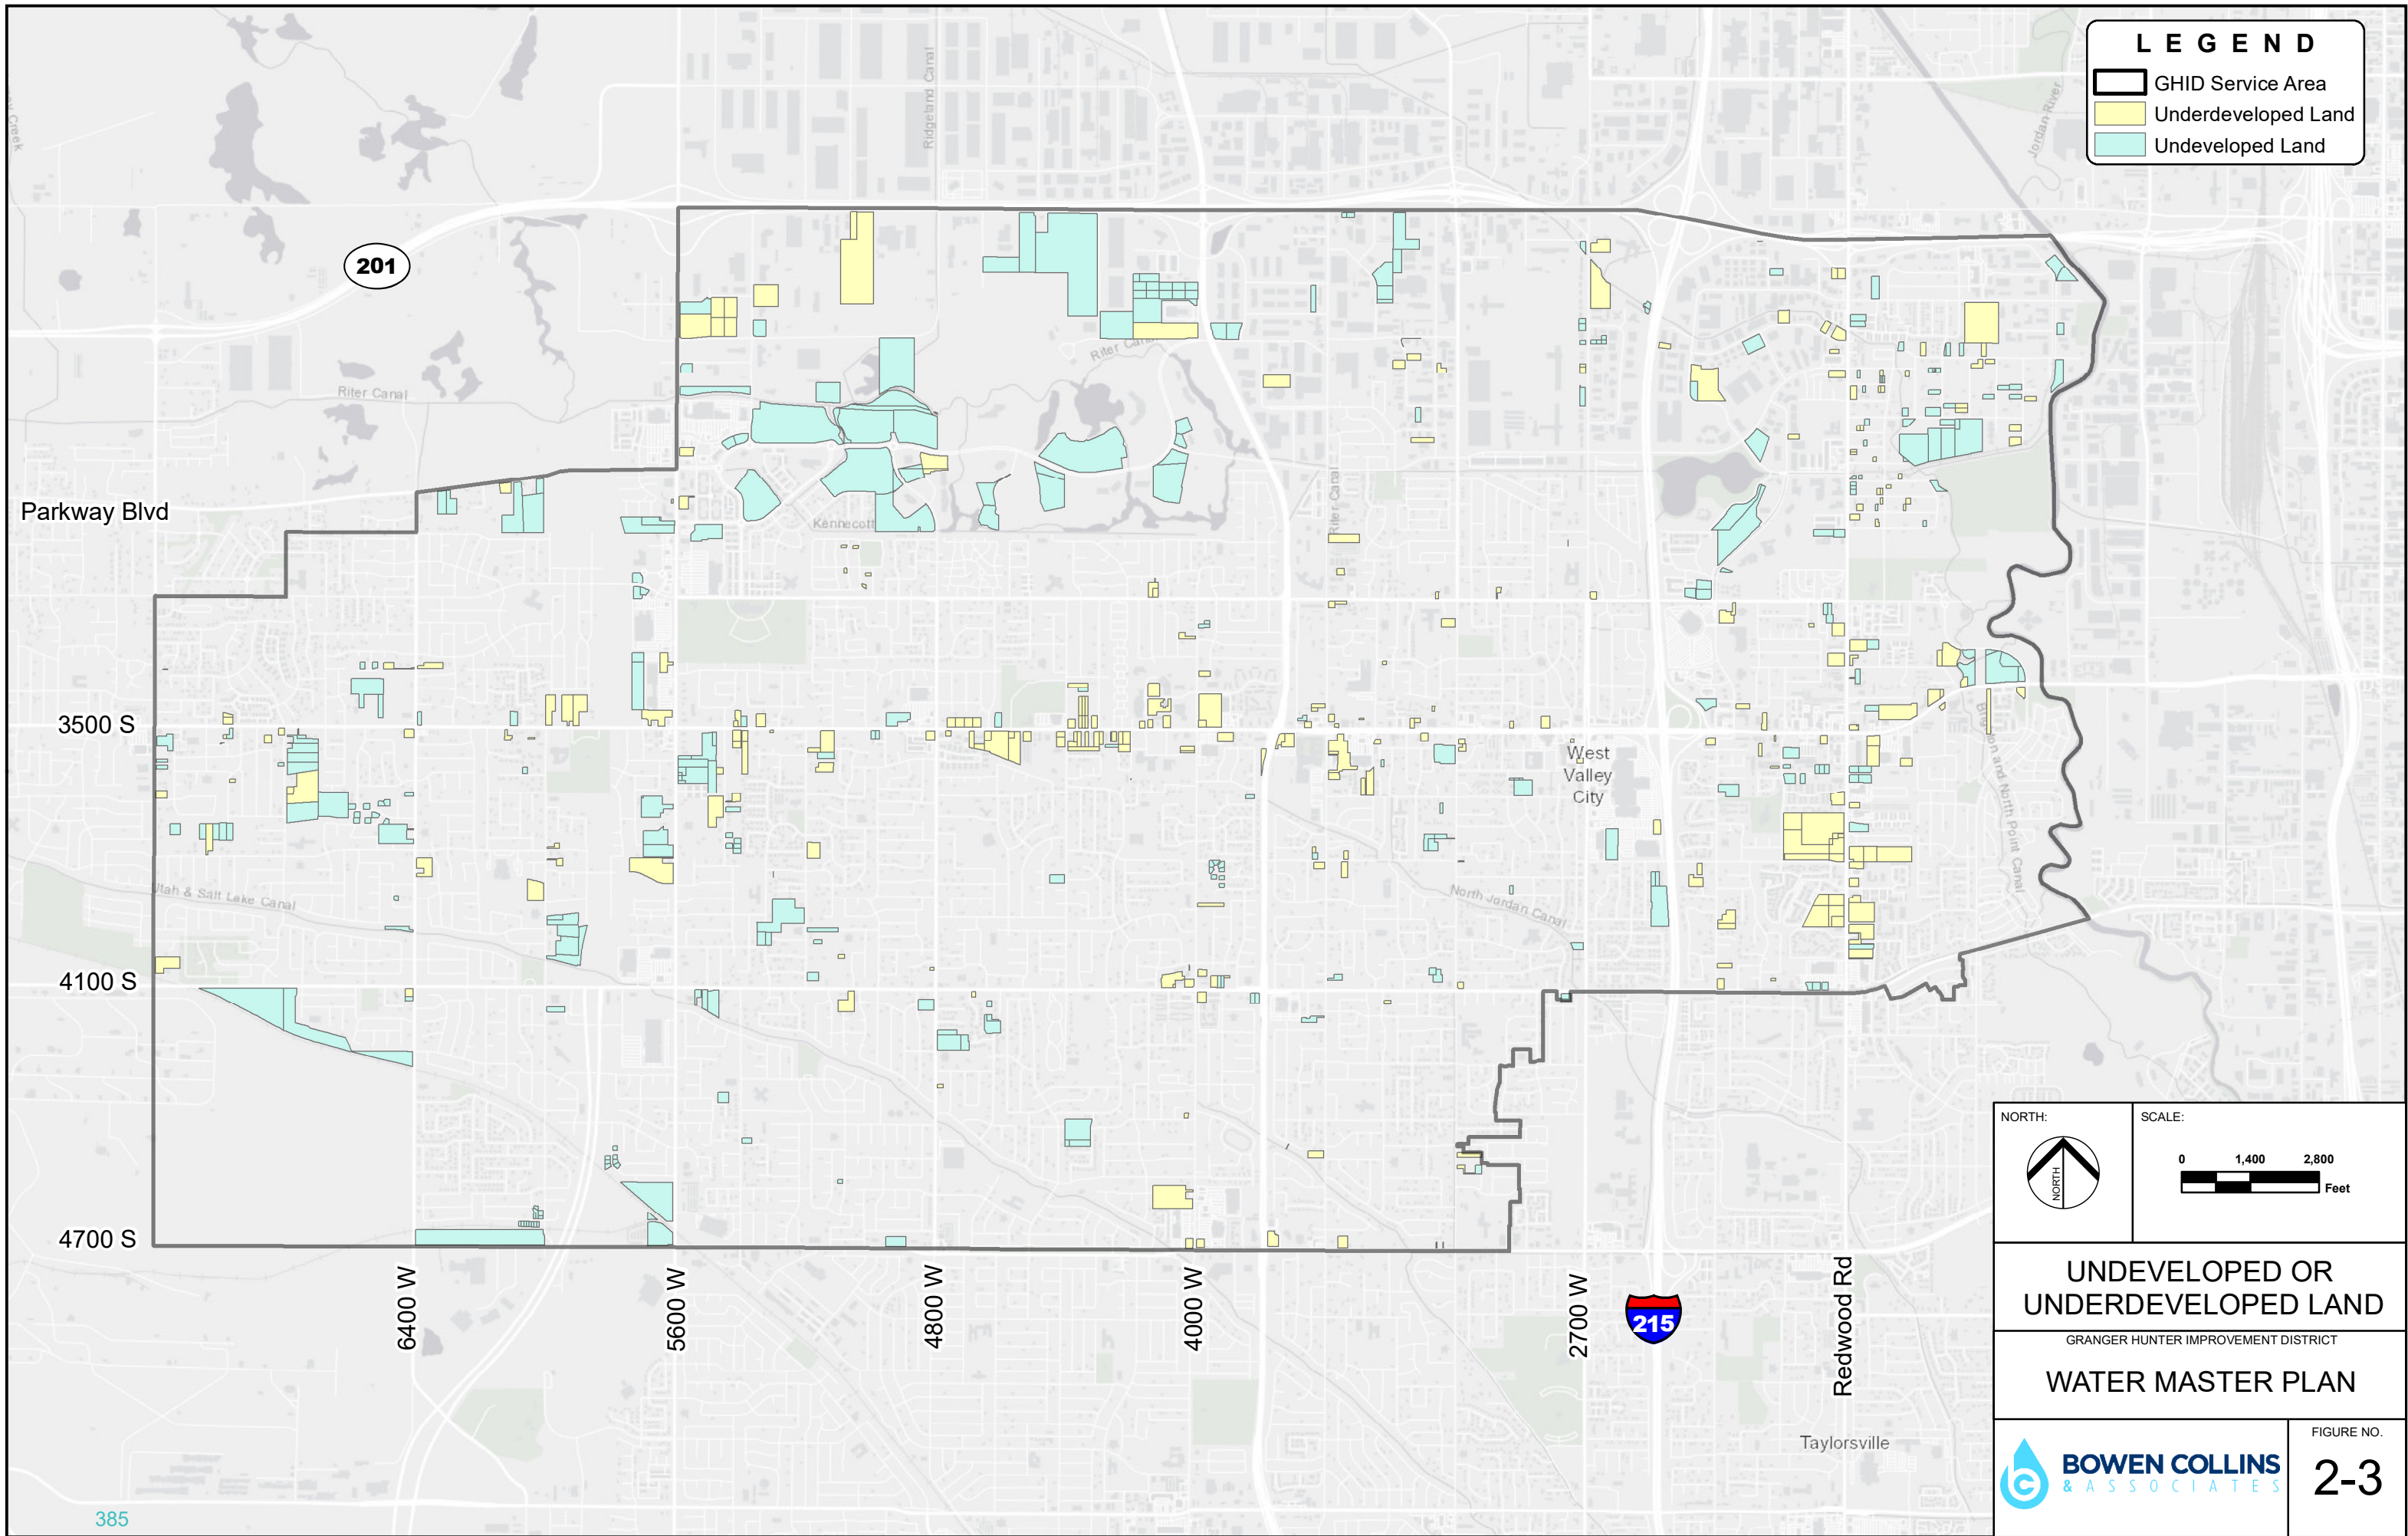 L E G E N D
GHID Service Area
Underdeveloped Land
Undeveloped Land
Creek
Ridgeland Canal
Jordan River
201
Riter Canal
Riter Canal
Riter Canal
Parkway Blvd
Kennecott
3500 S
West
Valley
City
Utah & Salt Lake Canal
North Jordan Canal
and North Point Canal
4100 S
4700 S
6400 W
5600 W
4800 W
4000 W
2700 W
215
Redwood Rd
Taylorsville
NORTH:
NORTH
SCALE:
0 1,400 2,800
Feet
UNDEVELOPED OR
UNDERDEVELOPED LAND
GRANGER HUNTER IMPROVEMENT DISTRICT
WATER MASTER PLAN
BOWEN COLLINS
& ASSOCIATES
FIGURE NO.
2-3
385